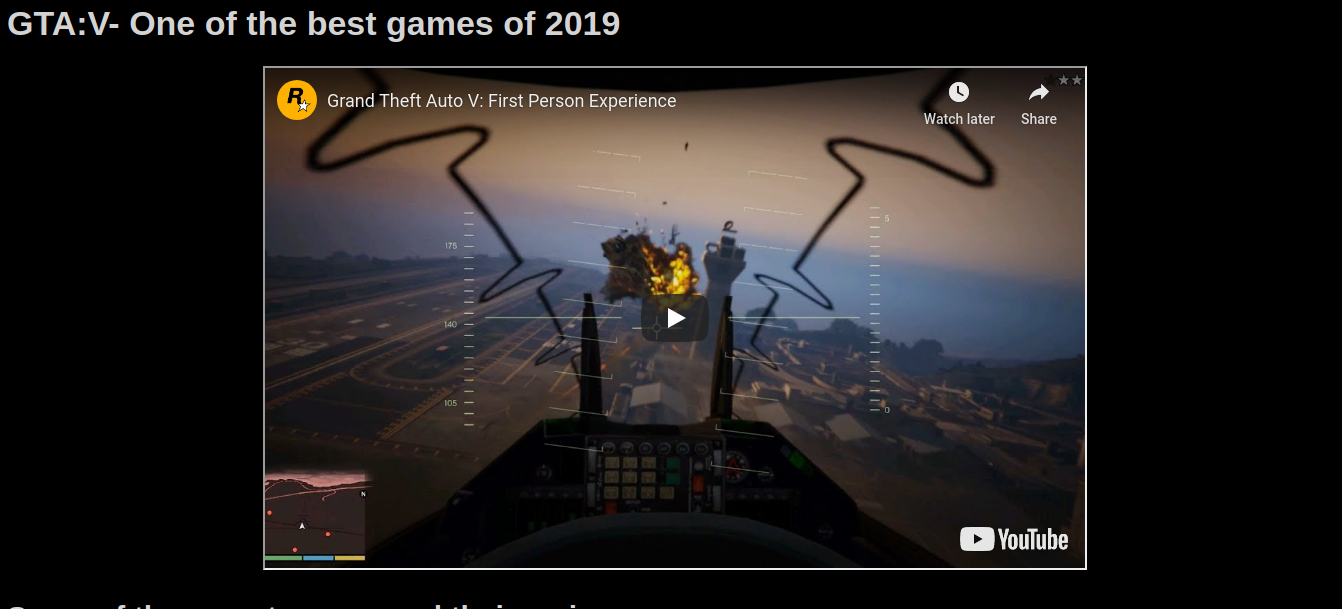 GTA:V- One of the best games of 2019
Grand Theft Auto V: First Person Experience
Watch later
Share
R
5
175
140
105
0
N
YouTube